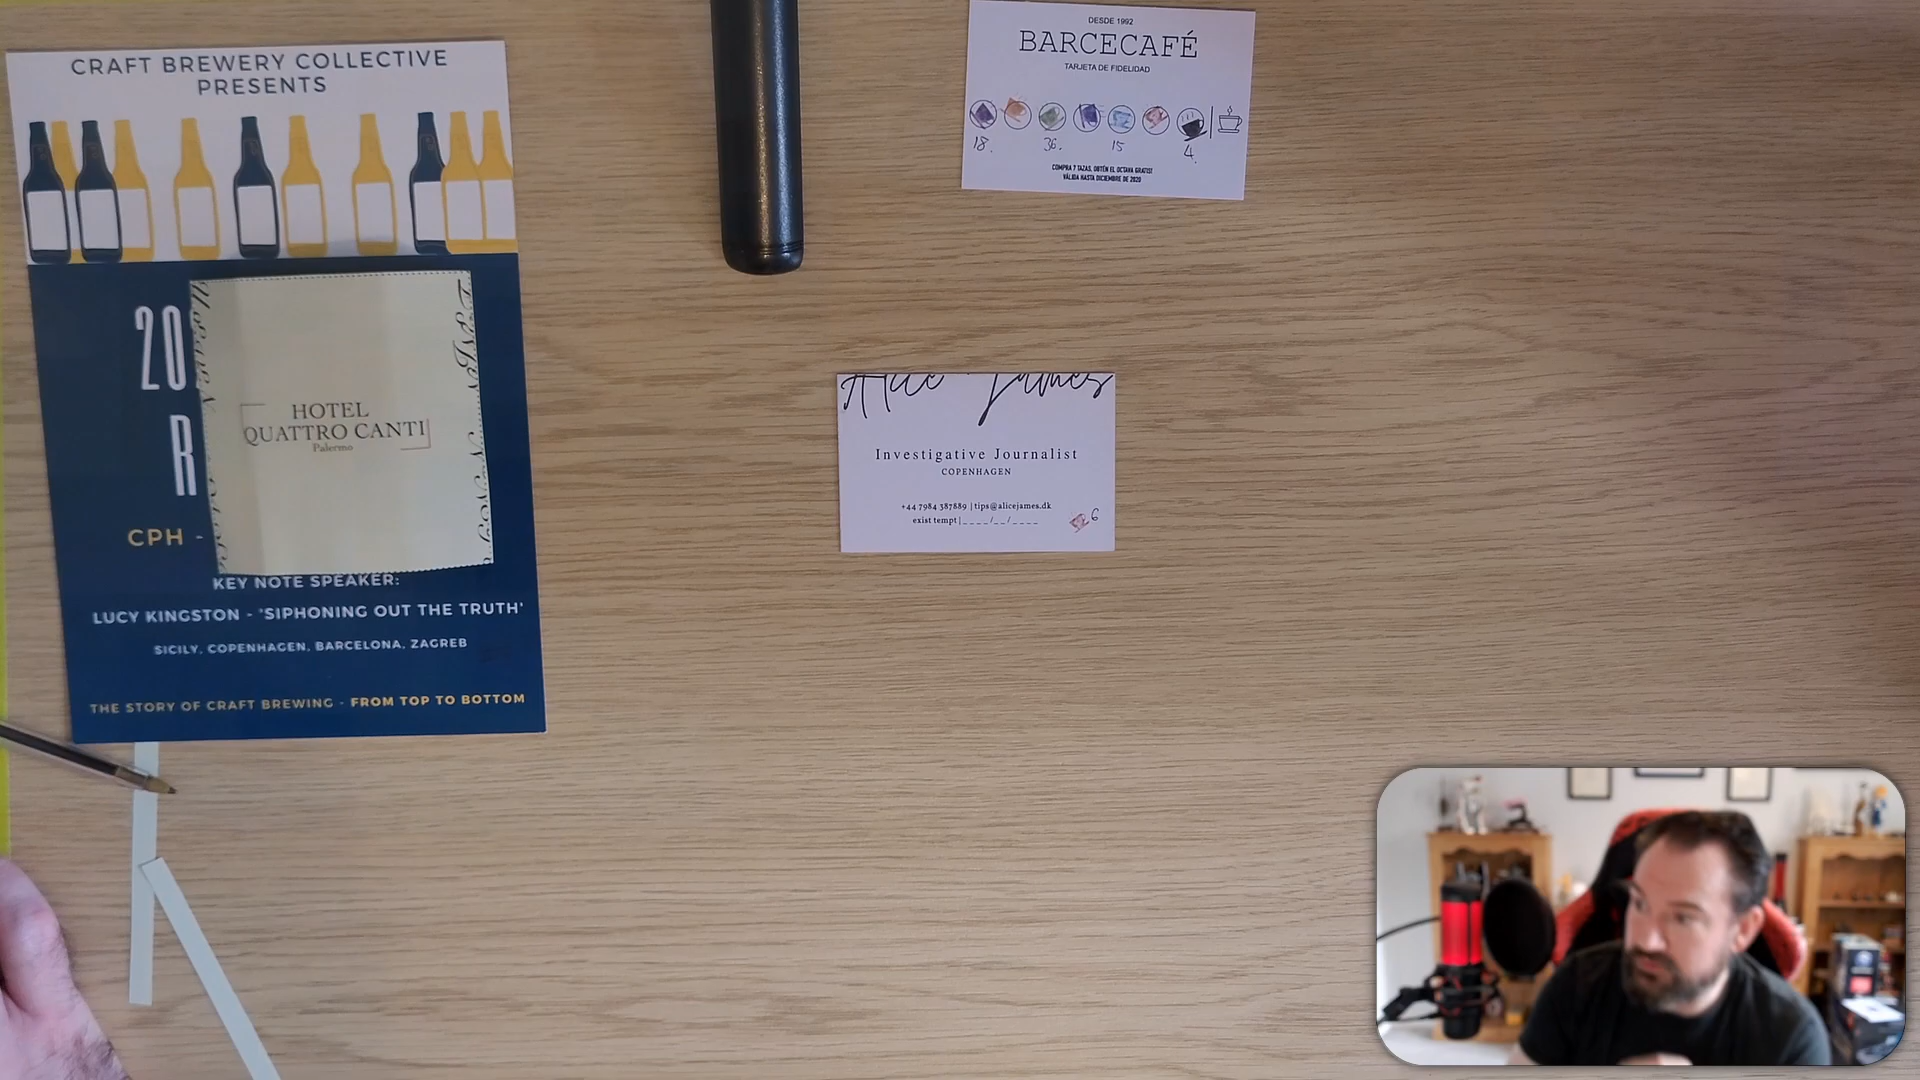 CRAFT BREWERY COLLECTIVE
PRESENTS
20
R
CPH -
HOTEL
QUATTRO CANTI
Palermo
KEY NOTE SPEAKER:
LUCY KINGSTON - 'SIPHONING OUT THE TRUTH'
SICILY, COPENHAGEN, BARCELONA, ZAGREB
THE STORY OF CRAFT BREWING - FROM TOP TO BOTTOM
DESDE 1992
BARCECAFÉ
TARJETA DE FIDELIDAD
18. 36. 15 4.
COMPRA 7 TAZAS, OBTÉN EL OCTAVA GRATIS!
VÁLIDA HASTA DICIEMBRE DE 2020
Alice James
Investigative Journalist
COPENHAGEN
+44 7984 387889 | tips@alicejames.dk
exist tempt |_ _ _ _ / _ _ / _ _ _ _
6